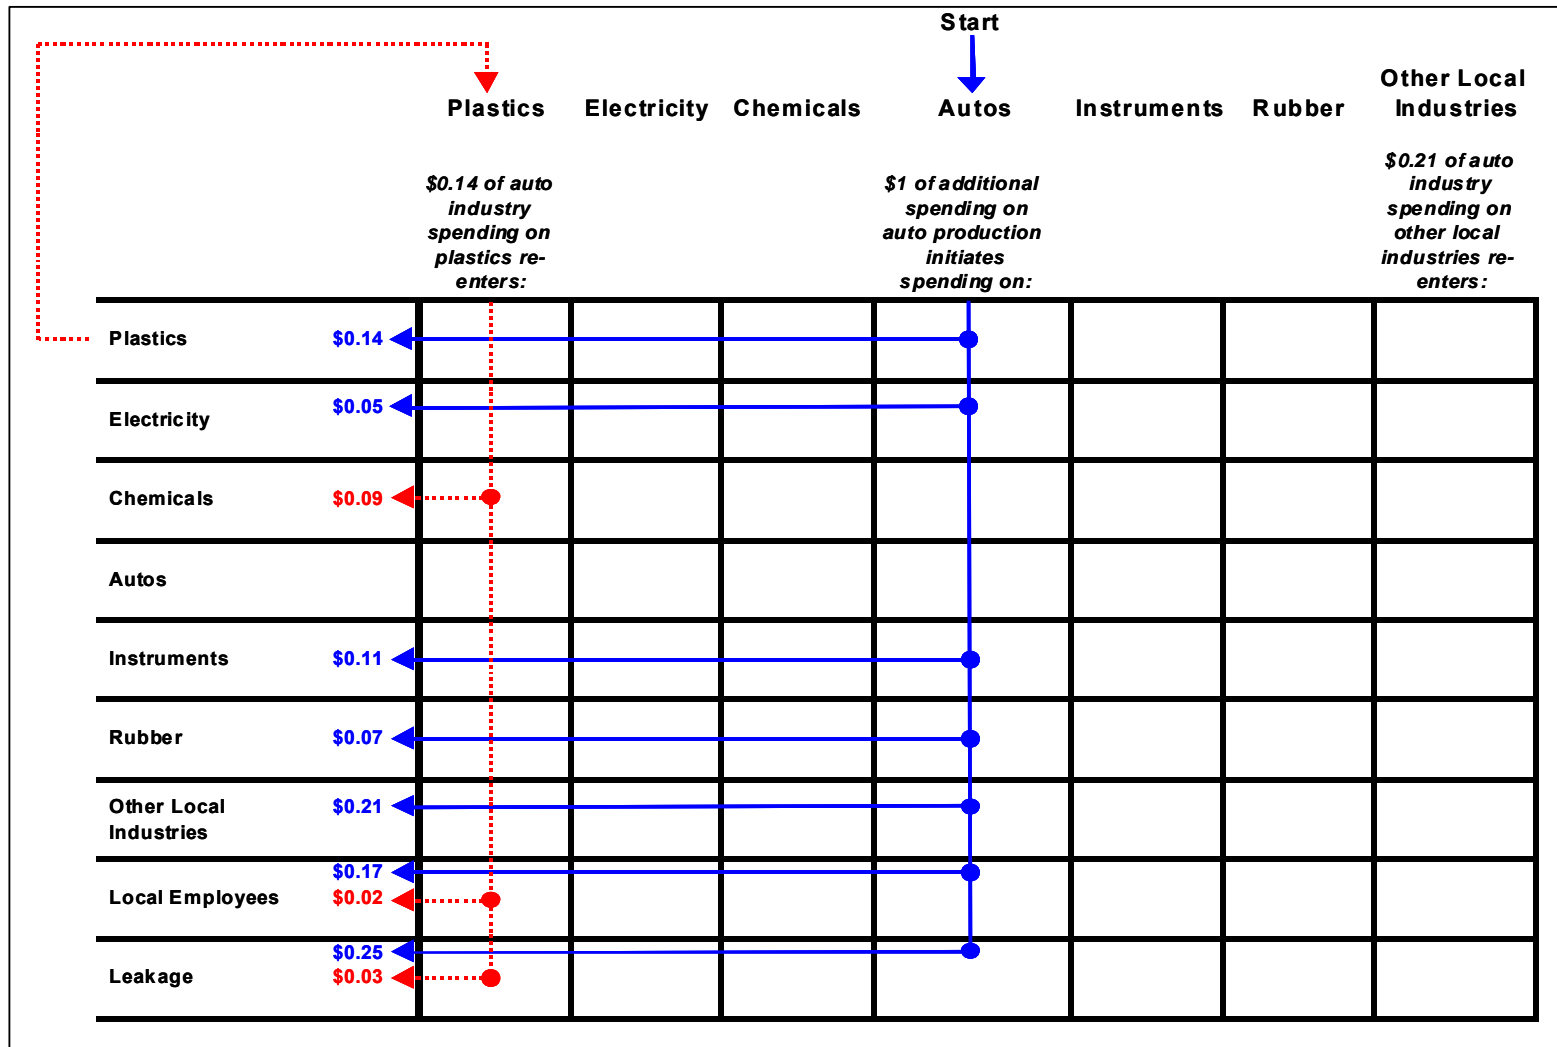 Start
Other Local
Plastics Electricity Chemicals Autos Instruments Rubber Industries
$0.14 of auto
industry
spending on
plastics re-
enters:
$1 of additional
spending on
auto production
initiates
spending on:
$0.21 of auto
industry
spending on
other local
industries re-
enters:
Plastics $0.14
Electricity $0.05
Chemicals $0.09
Autos
Instruments $0.11
Rubber $0.07
Other Local $0.21
Industries
$0.17
Local Employees $0.02
$0.25
Leakage $0.03